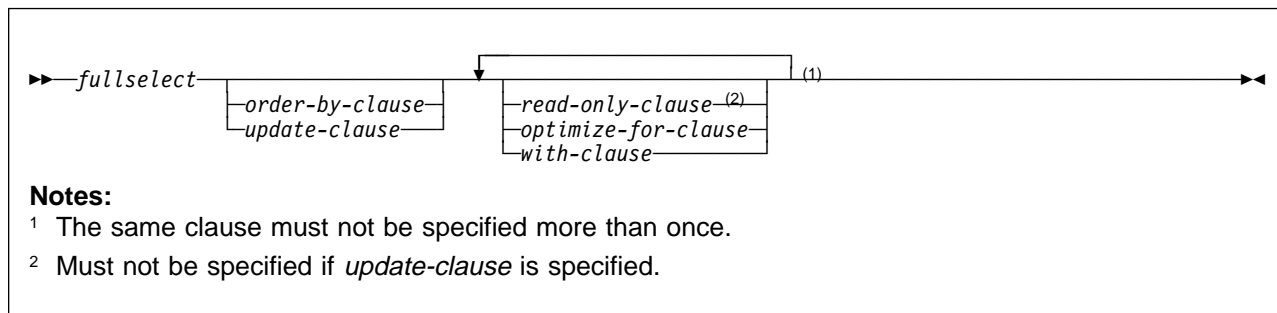 fullselect
order-by-clause
update-clause
(1)
read-only-clause (2)
optimize-for-clause
with-clause
Notes:
1 The same clause must not be specified more than once.
2 Must not be specified if update-clause is specified.